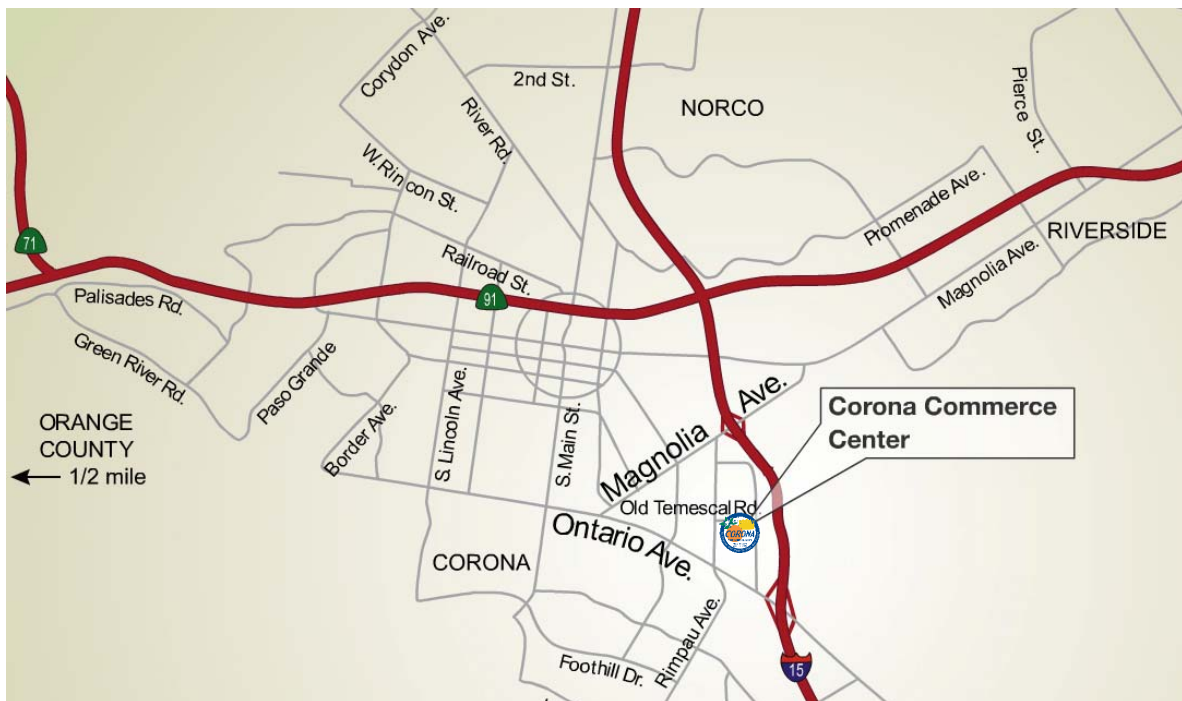 Corydon Ave.
2nd St.
River Rd.
NORCO
Pierce St.
W. Rincon St.
Promenade Ave.
RIVERSIDE
71
Railroad St.
Magnolia Ave.
91
Palisades Rd.
Green River Rd.
Paso Grande
Border Ave.
S. Lincoln Ave.
S. Main St.
Magnolia Ave.
Corona Commerce
Center
ORANGE
COUNTY
1/2 mile
Old Temescal Rd.
CORONA
Ontario Ave.
CORONA
Rimpau Ave.
Foothill Dr.
15